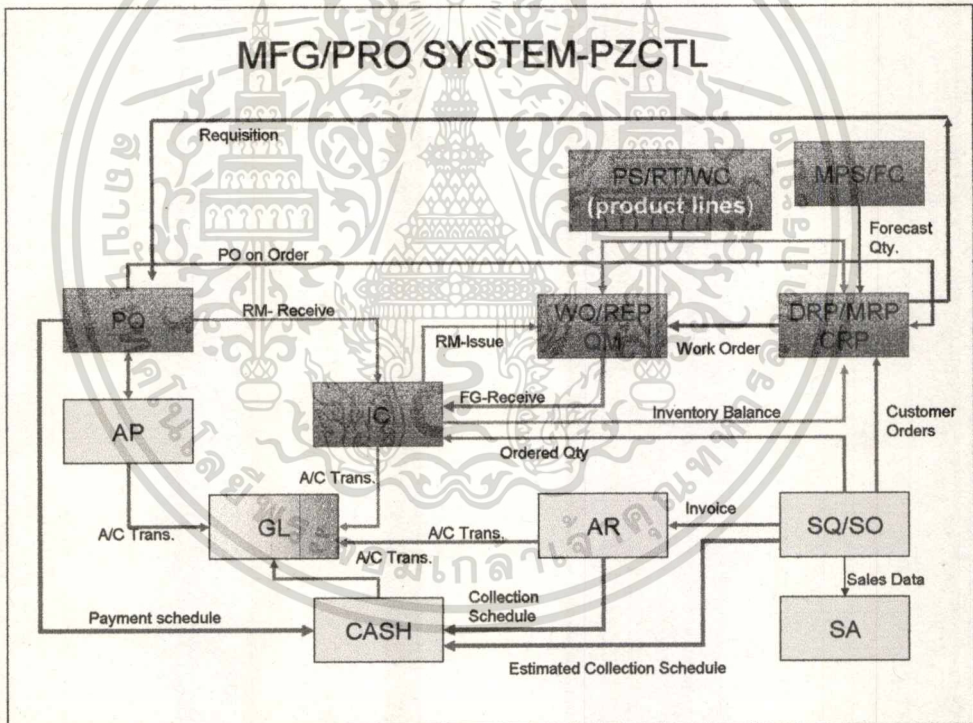 MFG/PRO SYSTEM-PZCTL
Requisition
PS/RT/WC
(product lines)
MPS/FC
Forecast
Qty.
PO on Order
PO
RM- Receive
WO/REP
QM
DRP/MRP
CRP
RM-Issue
Work Order
FG-Receive
IC
Inventory Balance
Customer
Orders
AP
Ordered Qty
A/C Trans.
GL
AR
Invoice
SQ/SO
A/C Trans.
A/C Trans.
Sales Data
Collection
Schedule
Payment schedule
CASH
SA
Estimated Collection Schedule